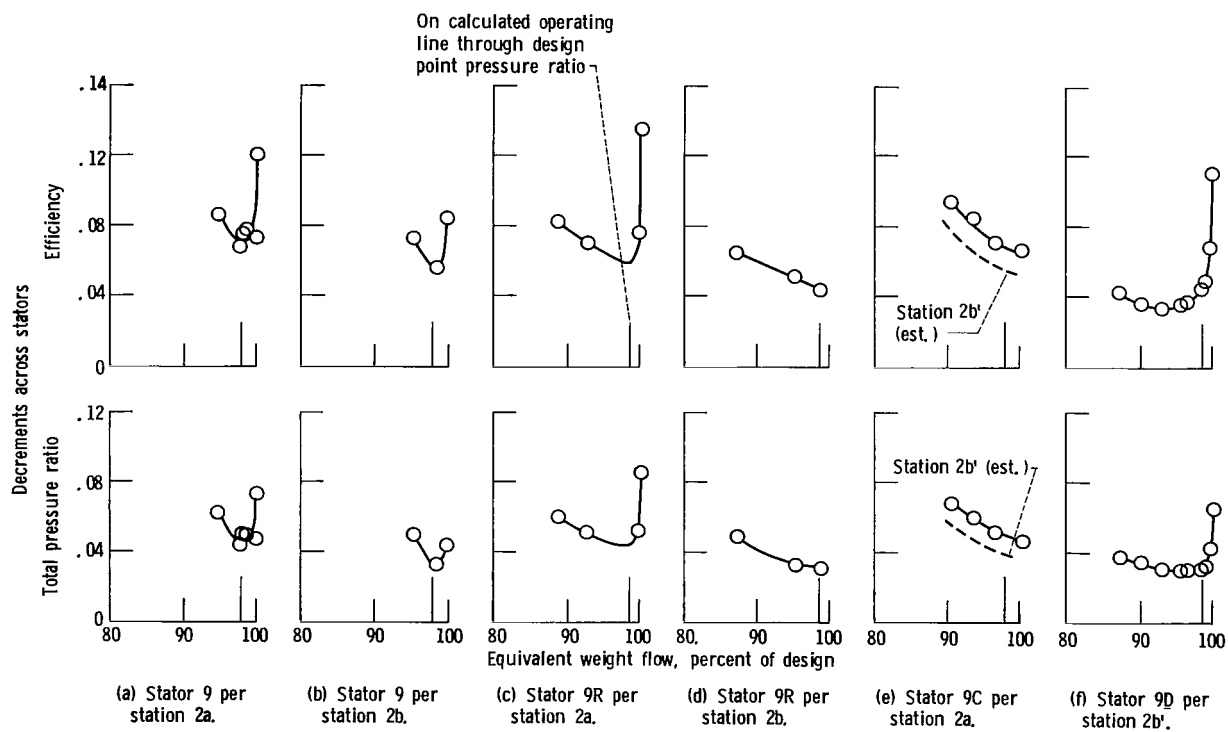 On calculated operating
line through design
point pressure ratio
.14
.12
.08
.04
0
Efficiency
Decrements across stators
Station 2b'
(est.)
.12
.08
.04
0
Total pressure ratio
Station 2b' (est.)
80 90 100 80 90 100 80 90 100 80. 90 100 80 90 100 80 90 100
Equivalent weight flow, percent of design
(a) Stator 9 per
station 2a.
(b) Stator 9 per
station 2b.
(c) Stator 9R per
station 2a.
(d) Stator 9R per
station 2b.
(e) Stator 9C per
station 2a.
(f) Stator 9D per
station 2b'.